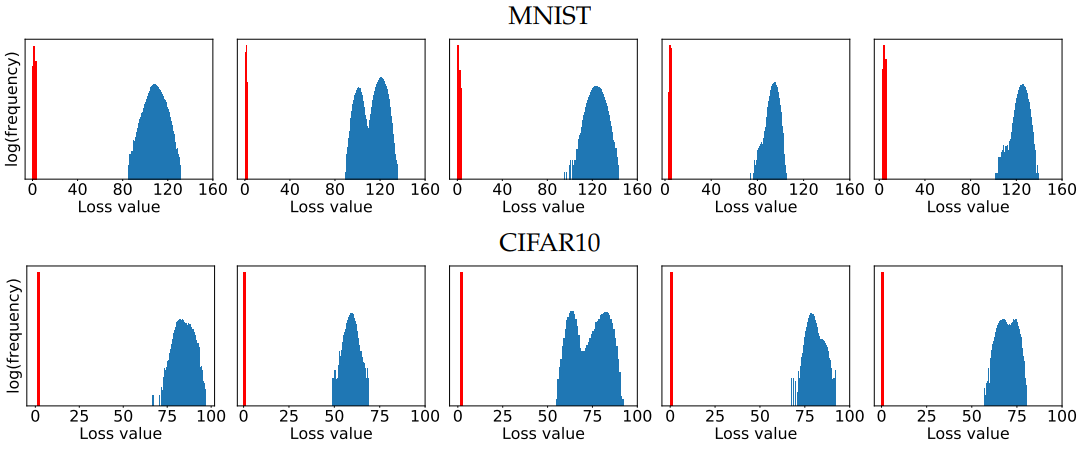 MNIST
log(frequency)
0 40 80 120 160 0 40 80 120 160 0 40 80 120 160 0 40 80 120 160 0 40 80 120 160
Loss value Loss value Loss value Loss value Loss value
CIFAR10
log(frequency)
0 25 50 75 100 0 25 50 75 100 0 25 50 75 100 0 25 50 75 100 0 25 50 75 100
Loss value Loss value Loss value Loss value Loss value